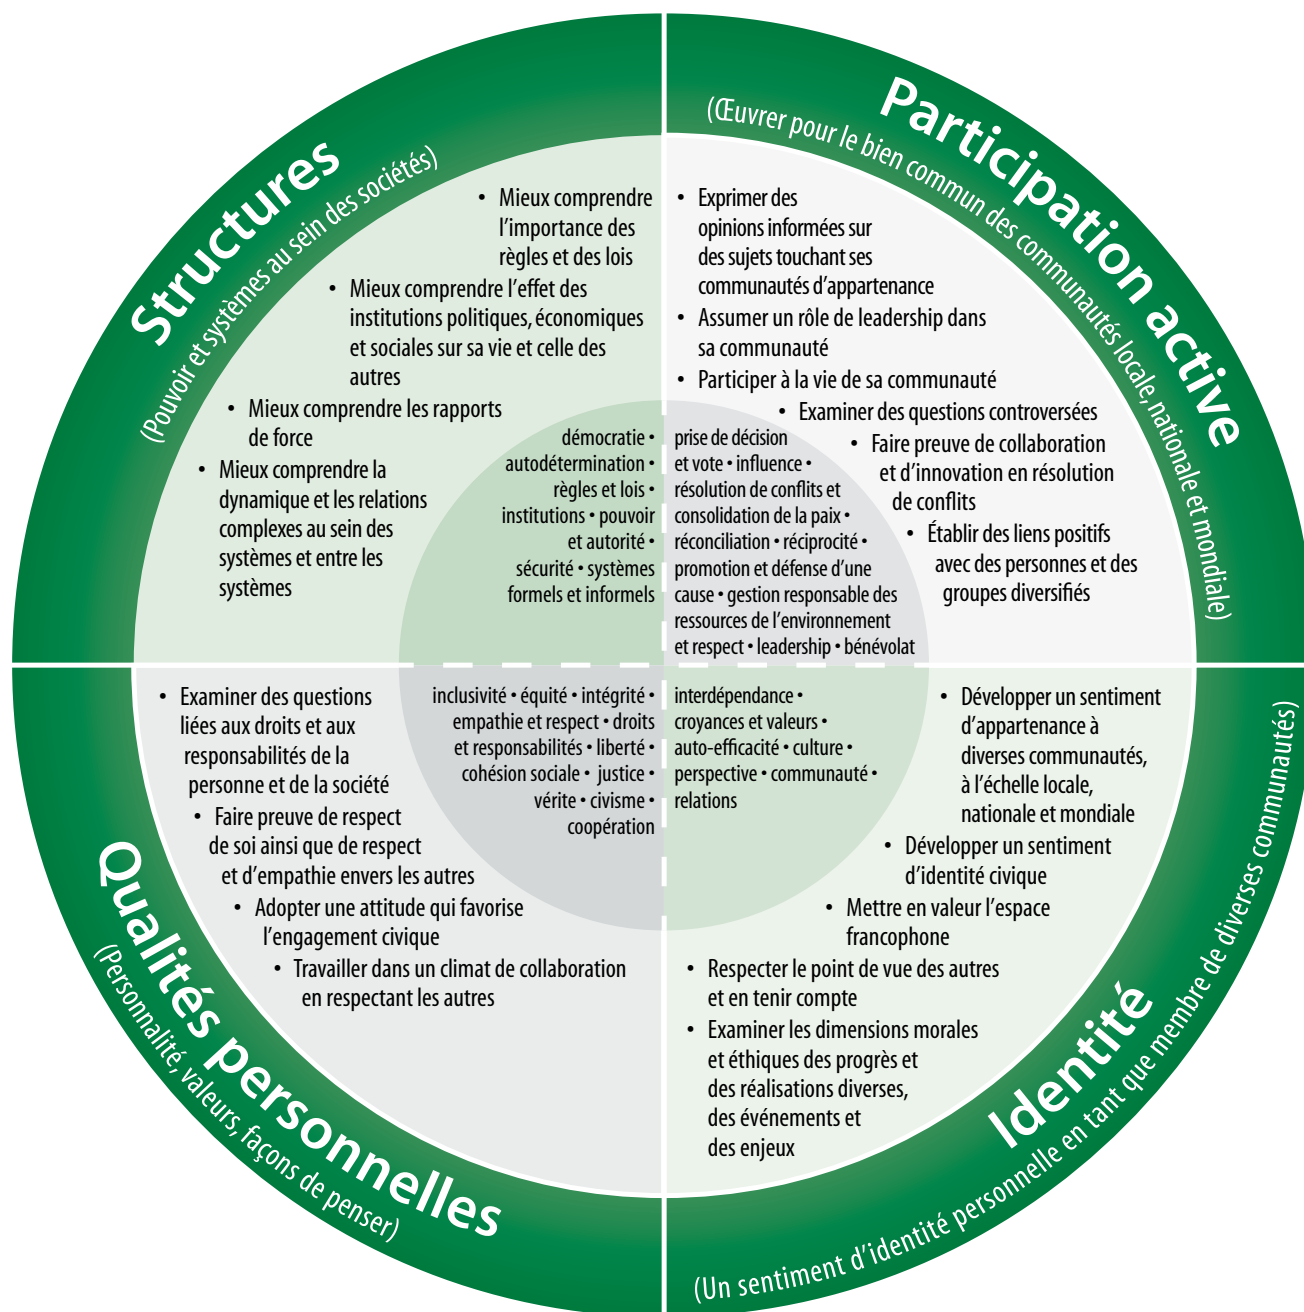 Structures
(Pouvoir et systèmes au sein des sociétés)
• Mieux comprendre
l'importance des
règles et des lois
• Mieux comprendre l'effet des
institutions politiques, économiques
et sociales sur sa vie et celle des
autres
• Mieux comprendre les rapports
de force
• Mieux comprendre la
dynamique et les relations
complexes au sein des
systèmes et entre les
systèmes
démocratie •
autodétermination •
règles et lois •
institutions • pouvoir
et autorité •
sécurité • systèmes
formels et informels
Participation active
(Œuvrer pour le bien commun des communautés locale, nationale et mondiale)
• Exprimer des
opinions informées sur
des sujets touchant ses
communautés d'appartenance
• Assumer un rôle de leadership dans
sa communauté
• Participer à la vie de sa communauté
• Examiner des questions controversées
• Faire preuve de collaboration
et d'innovation en résolution
de conflits
• Établir des liens positifs
avec des personnes et des
groupes diversifiés
prise de décision
et vote • influence •
résolution de conflits et
consolidation de la paix •
réconciliation • réciprocité •
promotion et défense d'une
cause • gestion responsable des
ressources de l'environnement
et respect • leadership • bénévolat
Qualités personnelles
(Personnalité, valeurs, façons de penser)
• Examiner des questions
liées aux droits et aux
responsabilités de la
personne et de la société
• Faire preuve de respect
de soi ainsi que de respect
et d'empathie envers les autres
• Adopter une attitude qui favorise
l'engagement civique
• Travailler dans un climat de collaboration
en respectant les autres
inclusivité • équité • intégrité •
empathie et respect • droits
et responsabilités • liberté •
cohésion sociale • justice •
vérite • civisme •
coopération
Identité
(Un sentiment d'identité personnelle en tant que membre de diverses communautés)
interdépendance •
croyances et valeurs •
auto-efficacité • culture •
perspective • communauté •
relations
• Développer un sentiment
d'appartenance à
diverses communautés,
à l'échelle locale,
nationale et mondiale
• Développer un sentiment
d'identité civique
• Mettre en valeur l'espace
francophone
• Respecter le point de vue des autres
et en tenir compte
• Examiner les dimensions morales
et éthiques des progrès et
des réalisations diverses,
des événements et
des enjeux